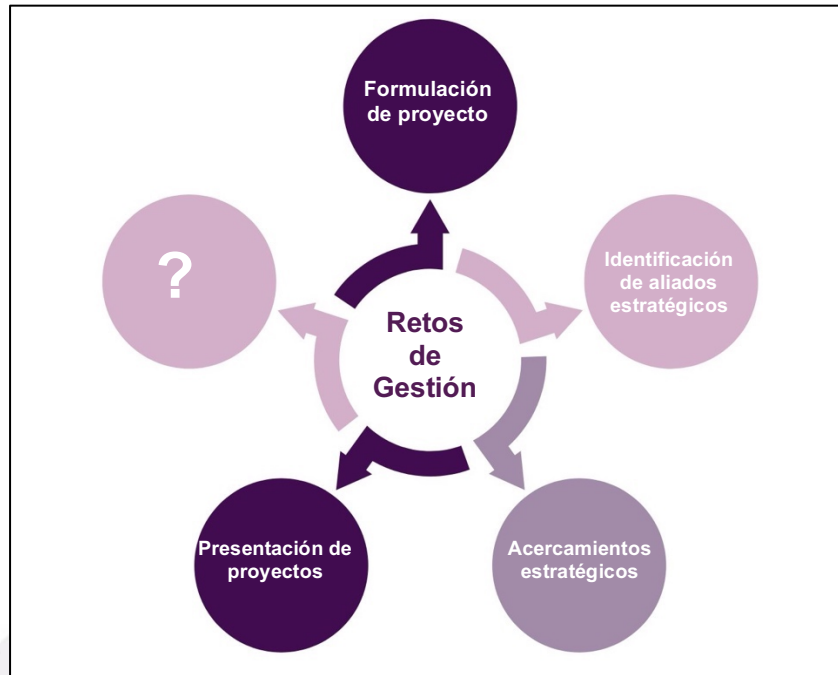 Formulación
de proyecto
?
Identificación
de aliados
estratégicos
Retos
de
Gestión
Presentación de
proyectos
Acercamientos
estratégicos